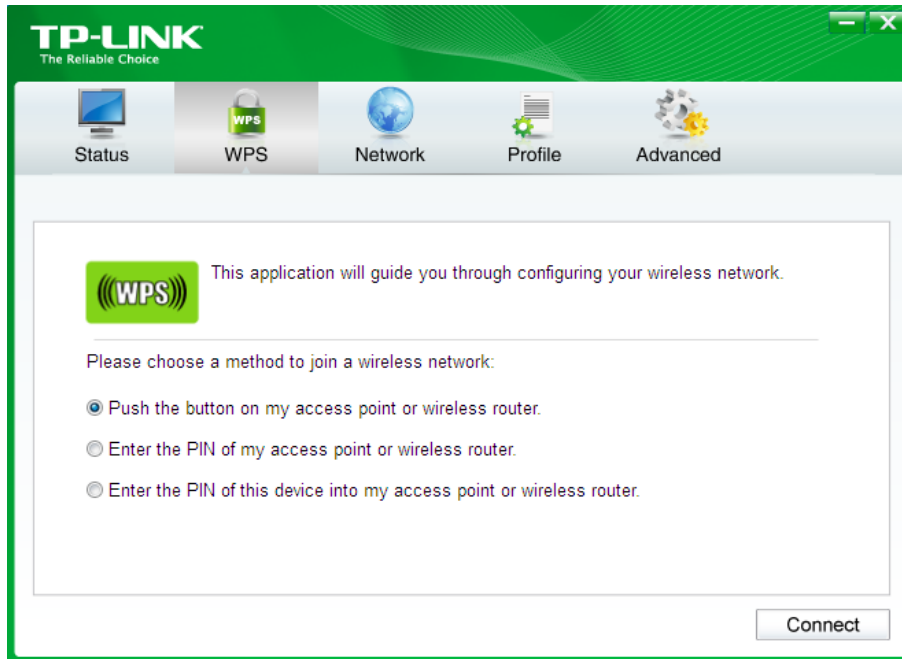 TP-LINK
The Reliable Choice
WPS
Status
WPS
Network
Profile
Advanced
((WPS))
This application will guide you through configuring your wireless network.
Please choose a method to join a wireless network:
Push the button on my access point or wireless router.
Enter the PIN of my access point or wireless router.
Enter the PIN of this device into my access point or wireless router.
Connect